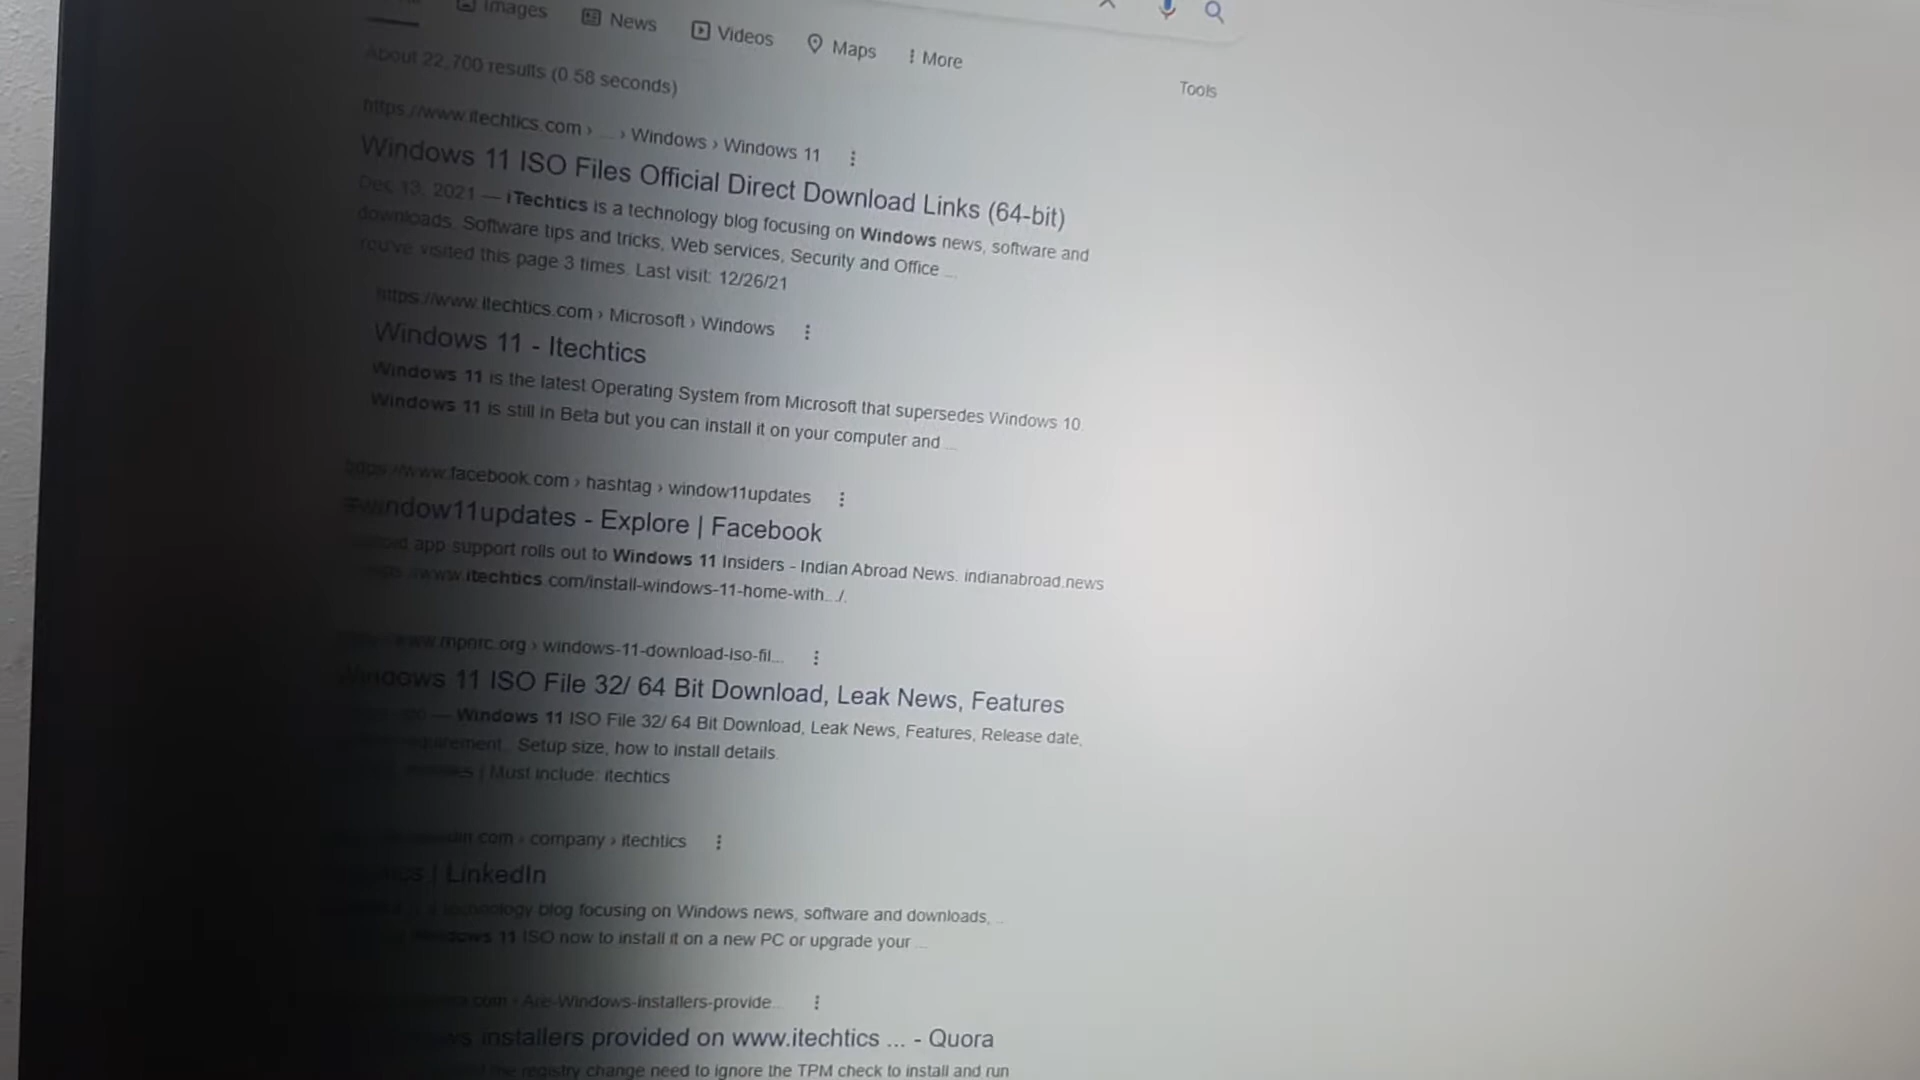 Images News Videos Maps More
Tools
About 22,700 results (0.58 seconds)
https://www.itechtics.com › ... › Windows › Windows 11
Windows 11 ISO Files Official Direct Download Links (64-bit)
Dec 13, 2021 — iTechtics is a technology blog focusing on Windows news, software and
downloads. Software tips and tricks, Web services, Security and Office ...
You've visited this page 3 times. Last visit: 12/26/21
https://www.itechtics.com › Microsoft › Windows
Windows 11 - Itechtics
Windows 11 is the latest Operating System from Microsoft that supersedes Windows 10.
Windows 11 is still in Beta but you can install it on your computer and ...
https://www.facebook.com › hashtag › window11updates
#window11updates - Explore | Facebook
app support rolls out to Windows 11 Insiders - Indian Abroad News. indianabroad.news
www.itechtics.com/install-windows-11-home-with.../.
www.mpnrc.org › windows-11-download-iso-fil...
Windows 11 ISO File 32/ 64 Bit Download, Leak News, Features
— Windows 11 ISO File 32/ 64 Bit Download, Leak News, Features, Release date,
requirement.. Setup size, how to install details.
| Must include: itechtics
.com › company › itechtics
| LinkedIn
technology blog focusing on Windows news, software and downloads, ...
Windows 11 ISO now to install it on a new PC or upgrade your ...
.com › Are-Windows-installers-provide...
installers provided on www.itechtics ... - Quora
the registry change need to ignore the TPM check to install and run